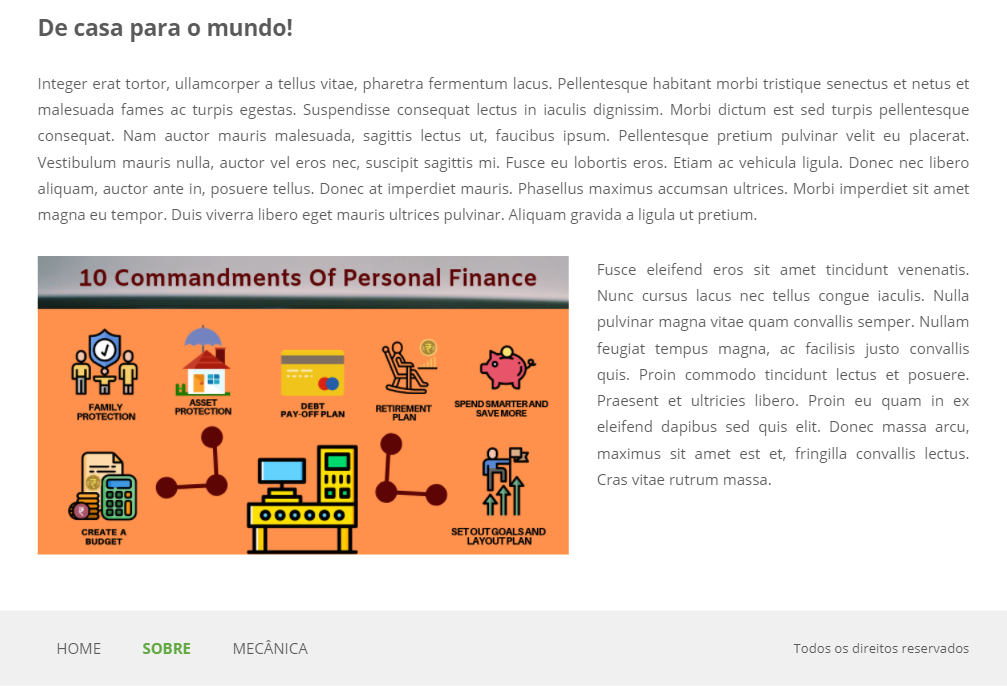 De casa para o mundo!
Integer erat tortor, ullamcorper a tellus vitae, pharetra fermentum lacus. Pellentesque habitant morbi tristique senectus et netus et
malesuada fames ac turpis egestas. Suspendisse consequat lectus in iaculis dignissim. Morbi dictum est sed turpis pellentesque
consequat. Nam auctor mauris malesuada, sagittis lectus ut, faucibus ipsum. Pellentesque pretium pulvinar velit eu placerat.
Vestibulum mauris nulla, auctor vel eros nec, suscipit sagittis mi. Fusce eu lobortis eros. Etiam ac vehicula ligula. Donec nec libero
aliquam, auctor ante in, posuere tellus. Donec at imperdiet mauris. Phasellus maximus accumsan ultrices. Morbi imperdiet sit amet
magna eu tempor. Duis viverra libero eget mauris ultrices pulvinar. Aliquam gravida a ligula ut pretium.
10 Commandments Of Personal Finance
FAMILY
PROTECTION
ASSET
PROTECTION
DEBT
PAY-OFF PLAN
RETIREMENT
PLAN
SPEND SMARTER AND
SAVE MORE
CREATE A
BUDGET
SET OUT GOALS AND
LAYOUT PLAN
Fusce eleifend eros sit amet tincidunt venenatis.
Nunc cursus lacus nec tellus congue iaculis. Nulla
pulvinar magna vitae quam convallis semper. Nullam
feugiat tempus magna, ac facilisis justo convallis
quis. Proin commodo tincidunt lectus et posuere.
Praesent et ultricies libero. Proin eu quam in ex
eleifend dapibus sed quis elit. Donec massa arcu,
maximus sit amet est et, fringilla convallis lectus.
Cras vitae rutrum massa.
HOME SOBRE MECÂNICA Todos os direitos reservados